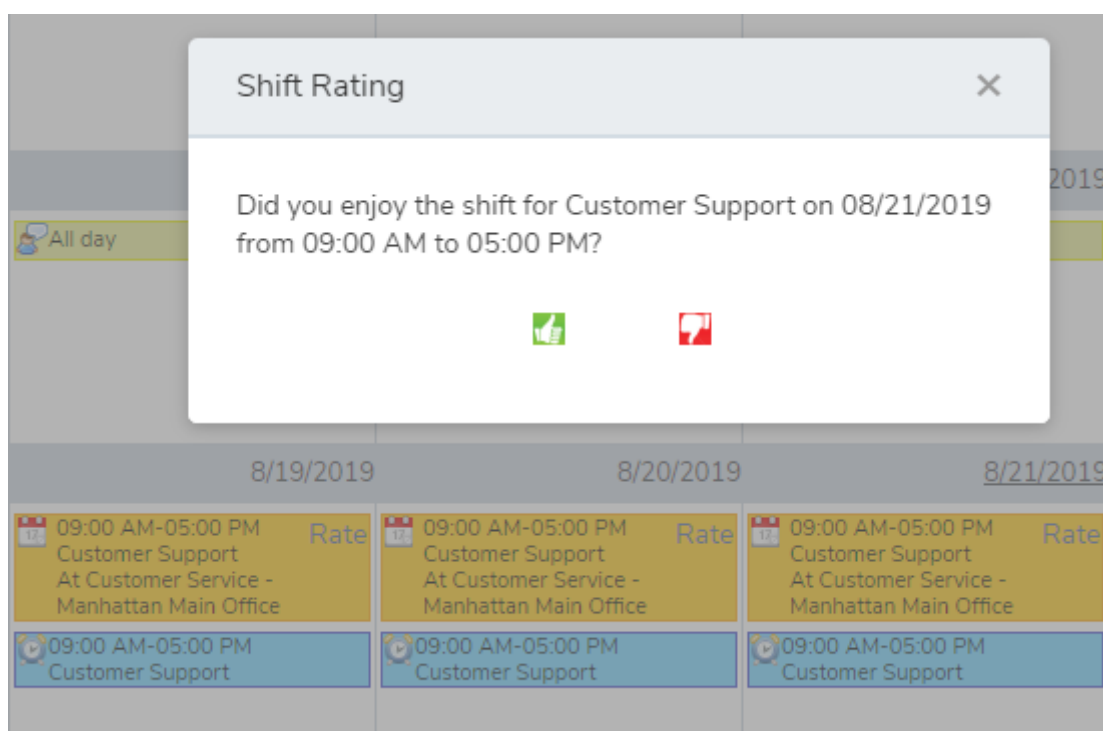 Shift Rating
Did you enjoy the shift for Customer Support on 08/21/2019
from 09:00 AM to 05:00 PM?
2019
All day
8/19/2019
8/20/2019
8/21/2019
09:00 AM-05:00 PM
Rate
Customer Support
At Customer Service -
Manhattan Main Office
09:00 AM-05:00 PM
Rate
Customer Support
At Customer Service -
Manhattan Main Office
09:00 AM-05:00 PM
Rate
Customer Support
At Customer Service -
Manhattan Main Office
09:00 AM-05:00 PM
Customer Support
09:00 AM-05:00 PM
Customer Support
09:00 AM-05:00 PM
Customer Support